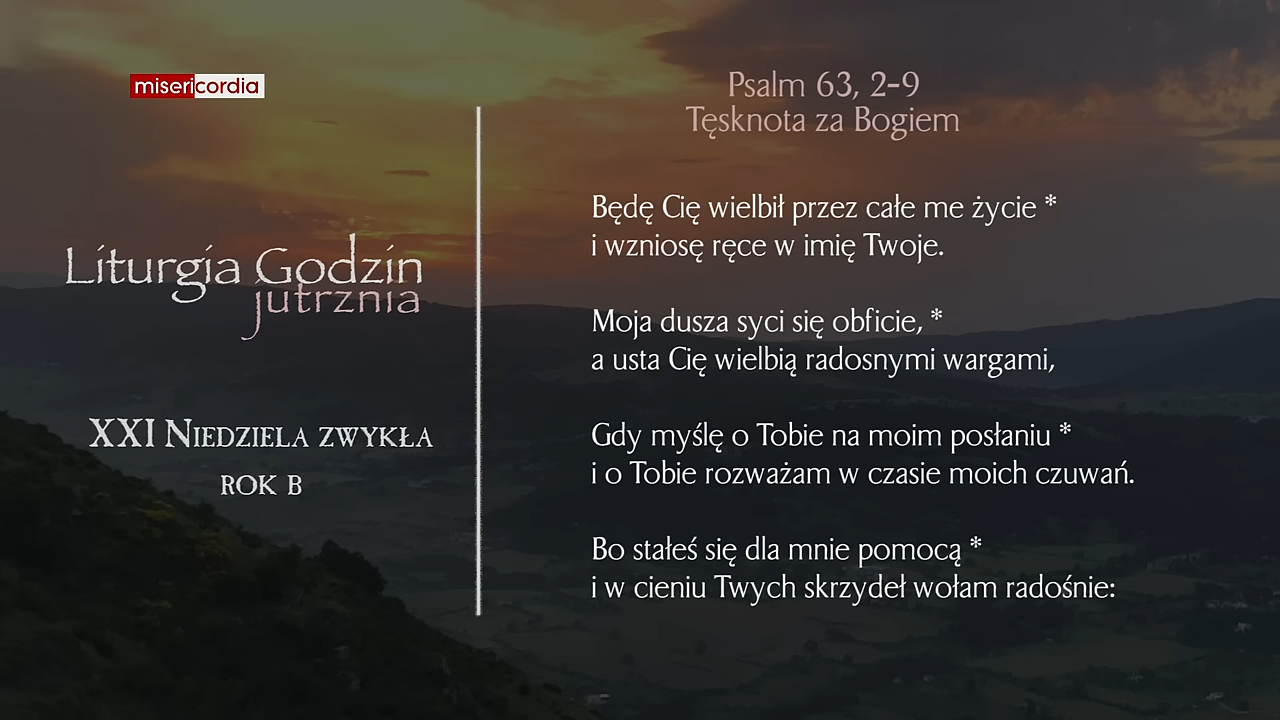 misericordia
Liturgia Godzin
jutrznia
XXI Niedziela zwykła
rok B
Psalm 63, 2-9
Tęsknota za Bogiem
Będę Cię wielbił przez całe me życie *
i wzniosę ręce w imię Twoje.
Moja dusza syci się obficie, *
a usta Cię wielbią radosnymi wargami,
Gdy myślę o Tobie na moim posłaniu *
i o Tobie rozważam w czasie moich czuwań.
Bo stałeś się dla mnie pomocą *
i w cieniu Twych skrzydeł wołam radośnie: